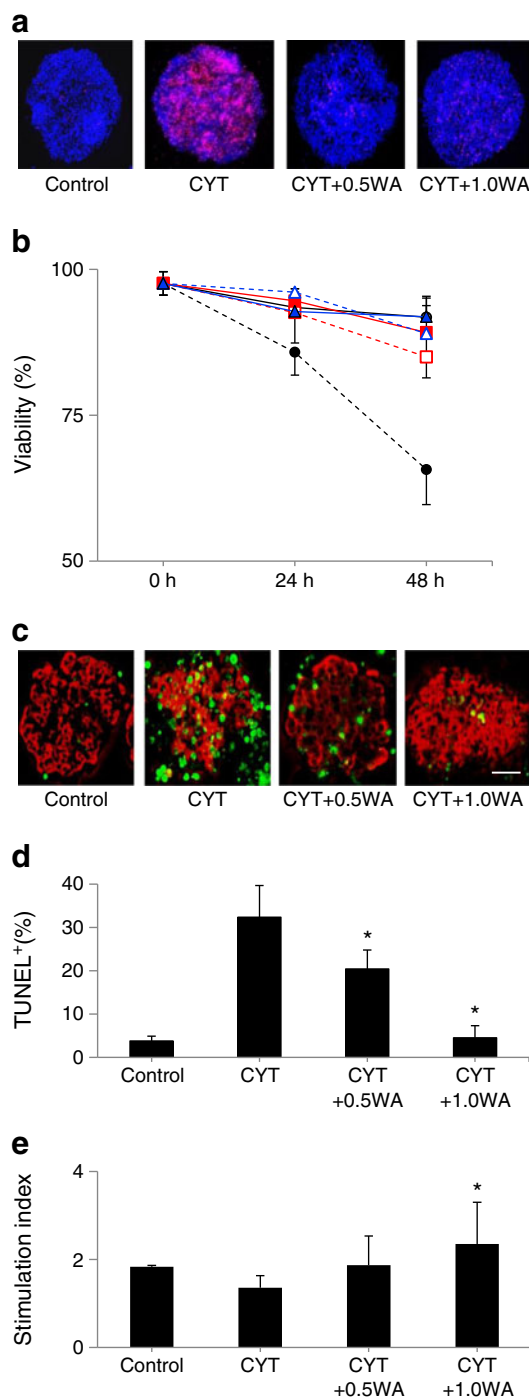 a
Control CYT CYT+0.5WA CYT+1.0WA
b
Viability (%)
100
75
50
0 h 24 h 48 h
c
Control CYT CYT+0.5WA CYT+1.0WA
d
TUNEL+(%)
40
30
20
10
0
* *
Control CYT CYT CYT
+0.5WA +1.0WA
e
Stimulation index
4
2
0
*
Control CYT CYT CYT
+0.5WA +1.0WA